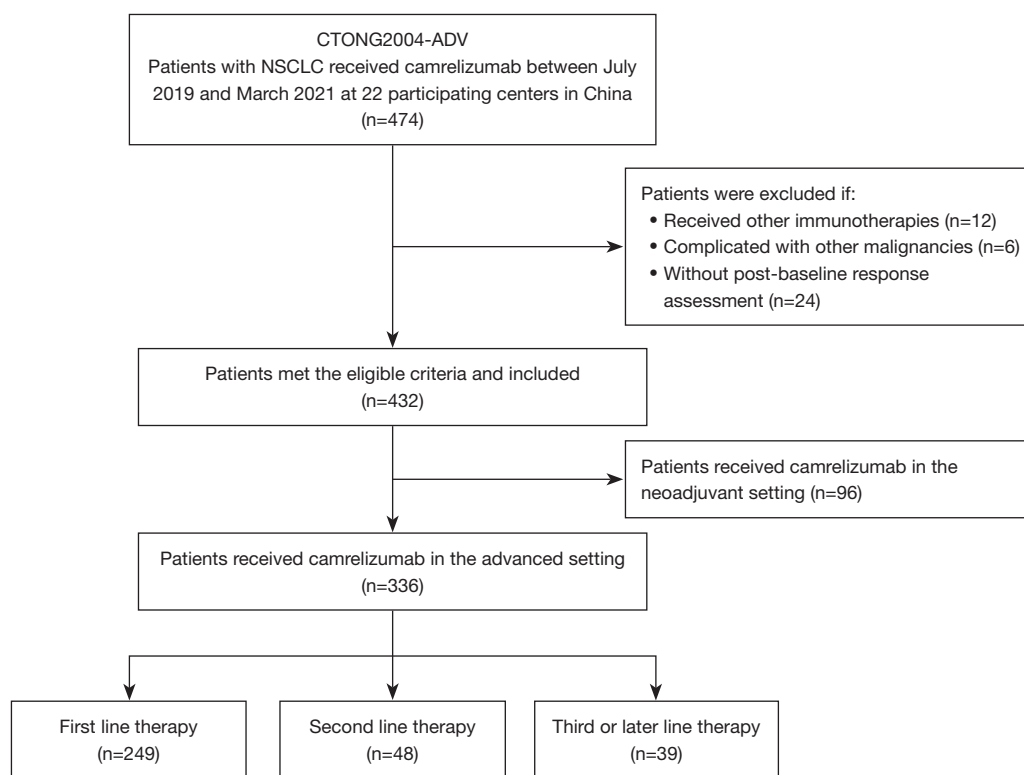 CTONG2004-ADV
Patients with NSCLC received camrelizumab between July
2019 and March 2021 at 22 participating centers in China
(n=474)
Patients were excluded if:
• Received other immunotherapies (n=12)
• Complicated with other malignancies (n=6)
• Without post-baseline response
assessment (n=24)
Patients met the eligible criteria and included
(n=432)
Patients received camrelizumab in the
neoadjuvant setting (n=96)
Patients received camrelizumab in the advanced setting
(n=336)
First line therapy
(n=249)
Second line therapy
(n=48)
Third or later line therapy
(n=39)